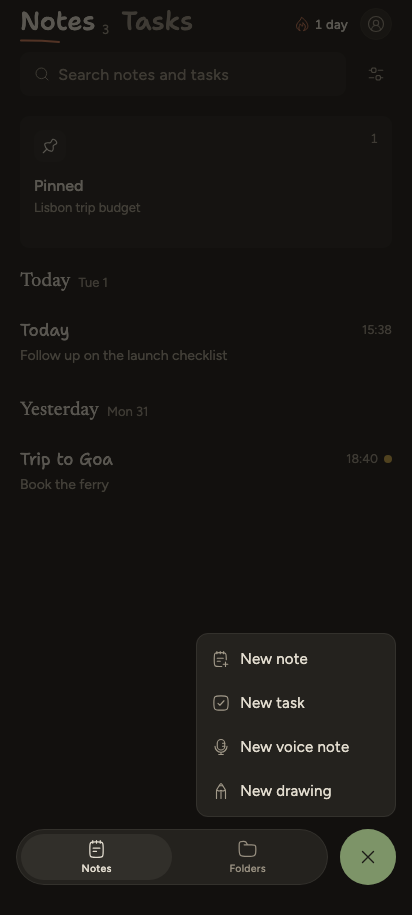 Notes 3 Tasks
1 day
Search notes and tasks
1
Pinned
Lisbon trip budget
Today Tue 1
Today 15:38
Follow up on the launch checklist
Yesterday Mon 31
Trip to Goa 18:40
Book the ferry
New note
New task
New voice note
New drawing
Notes Folders